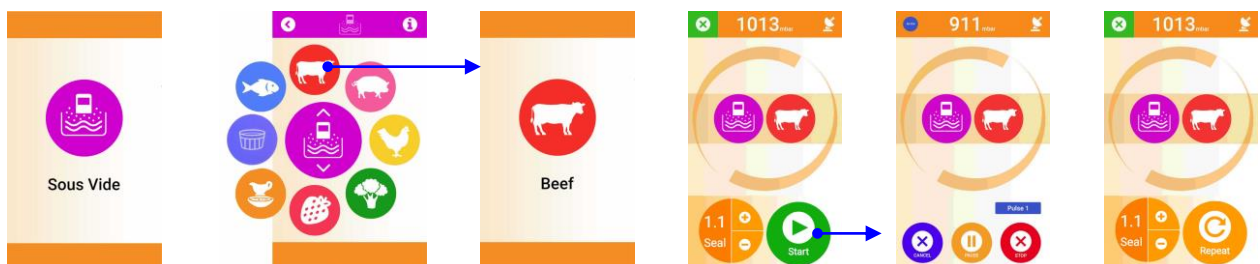 Sous Vide
Beef
1013 mbar
1.1
Seal
Start
911 mbar
Pulse 1
CANCEL
PAUSE
STOP
1013 mbar
1.1
Seal
Repeat